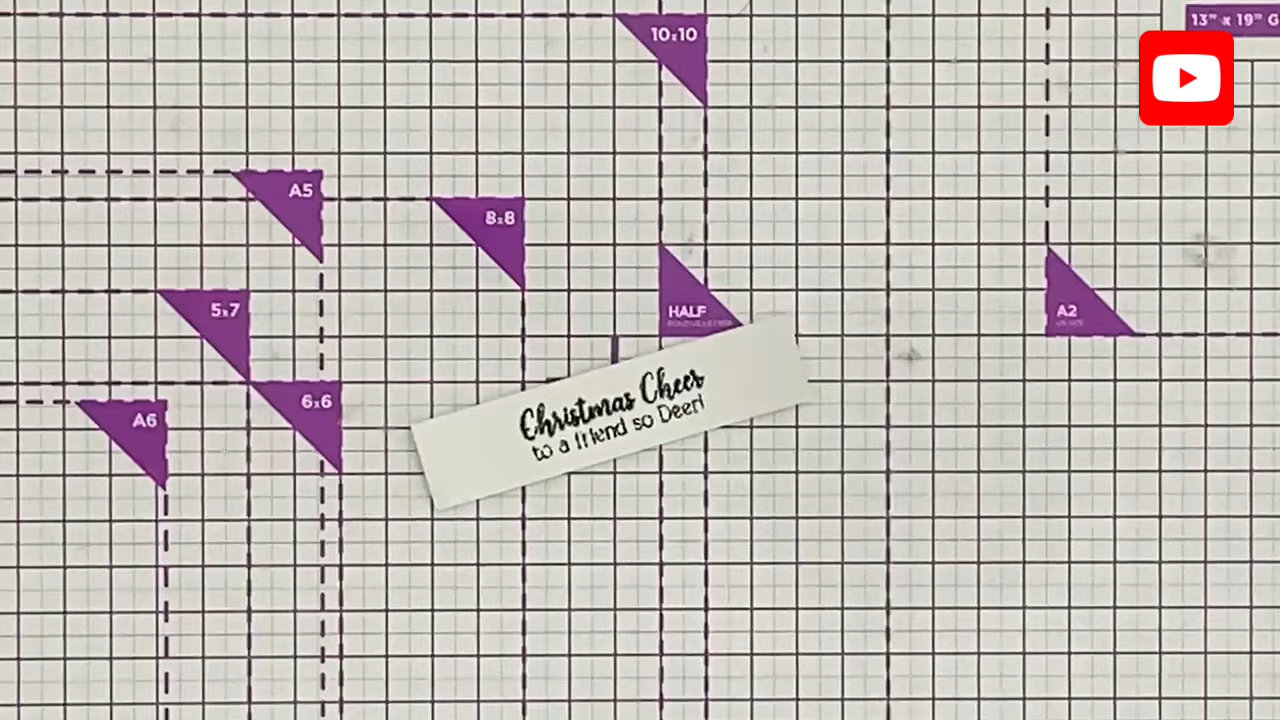 13" x 19" G
10x10
A5
8x8
5x7
HALF
A2
6x6
A6
Christmas Cheer
to a friend so Deer!